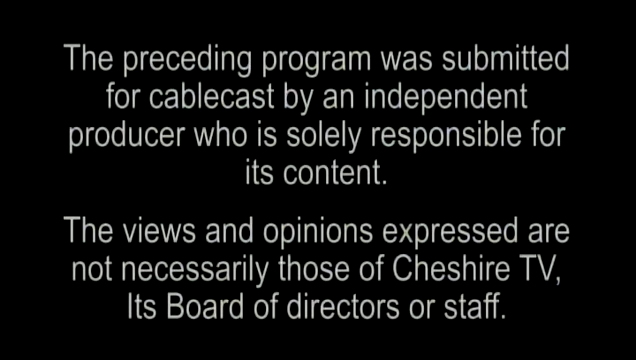 The preceding program was submitted
for cablecast by an independent
producer who is solely responsible for
its content.
The views and opinions expressed are
not necessarily those of Cheshire TV,
Its Board of directors or staff.